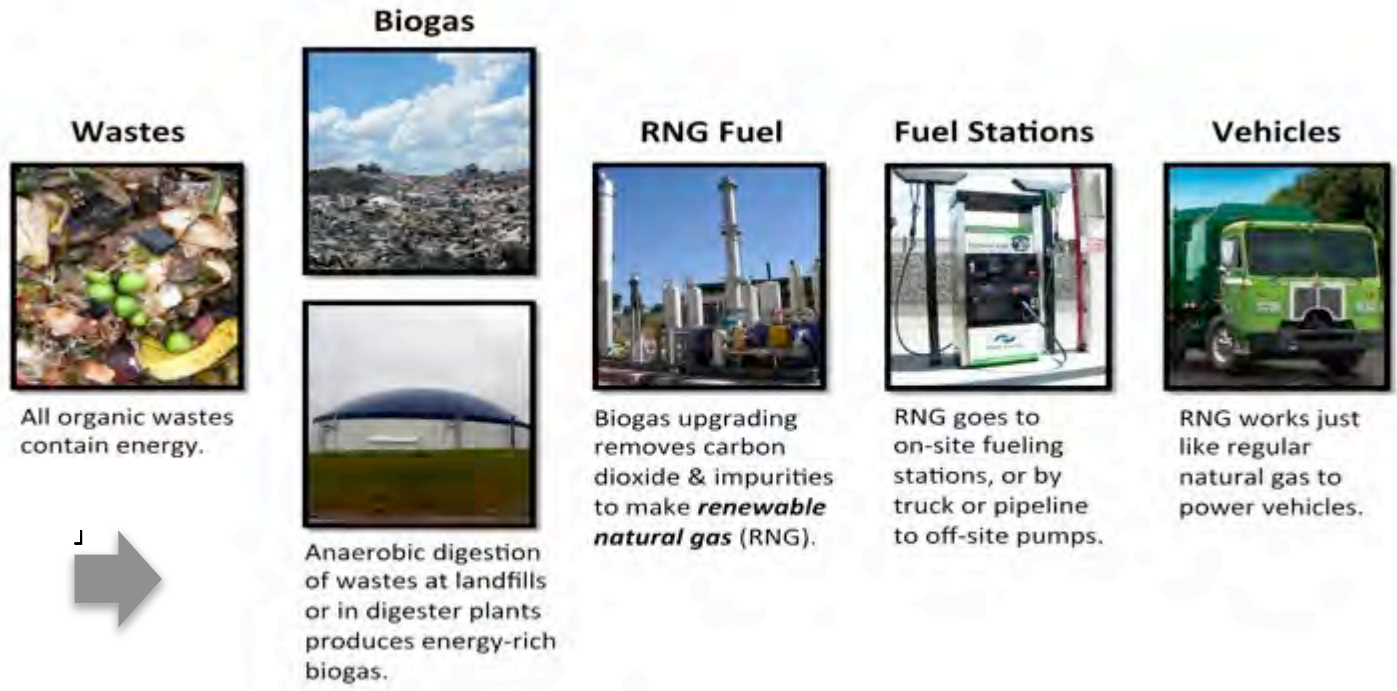 Wastes
All organic wastes
contain energy.
Biogas
Anaerobic digestion
of wastes at landfills
or in digester plants
produces energy-rich
biogas.
RNG Fuel
Biogas upgrading
removes carbon
dioxide & impurities
to make renewable
natural gas (RNG).
Fuel Stations
RNG goes to
on-site fueling
stations, or by
truck or pipeline
to off-site pumps.
Vehicles
RNG works just
like regular
natural gas to
power vehicles.